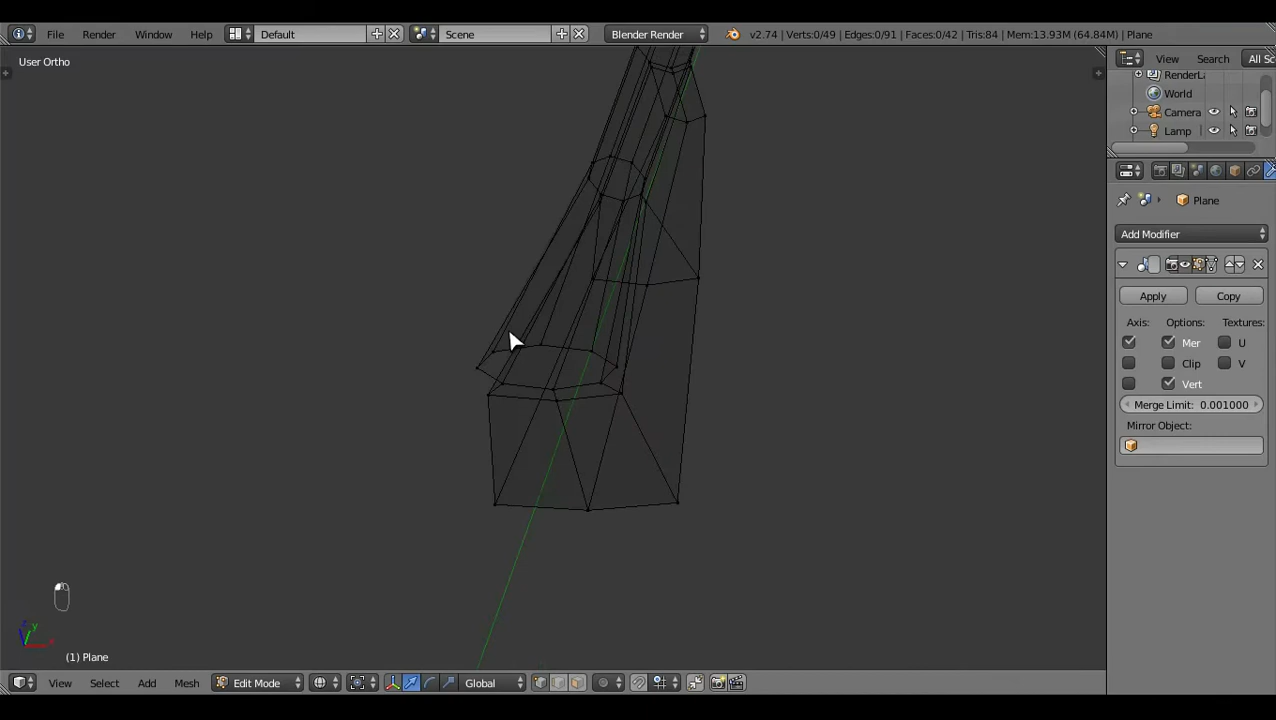 File Render Window Help Default Scene Blender Render v2.74 | Verts:0/49 | Edges:0/91 | Faces:0/42 | Tris:84 | Mem:13.93M (64.84M) | Plane
User Ortho
View Search All Sc
RenderLa
World
Camera
Lamp
Plane
Add Modifier
Apply Copy
Axis: Options: Textures:
Mer U
Clip V
Vert
Merge Limit: 0.001000
Mirror Object:
z y x
(1) Plane
View Select Add Mesh Edit Mode Global